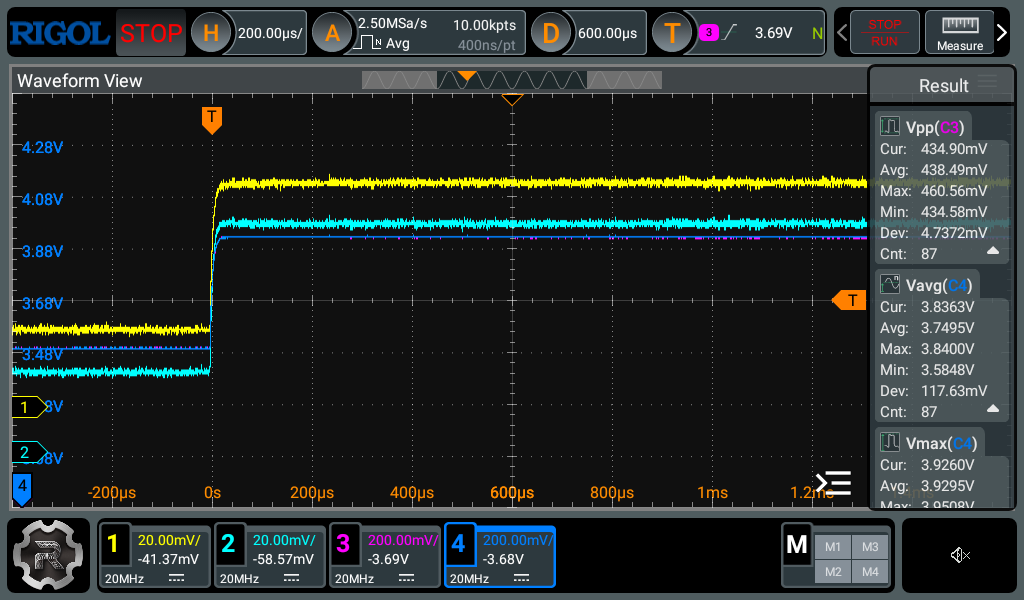 RIGOL STOP H 200.00µs/ A 2.50MSa/s 10.00kpts D 600.00µs T 3 3.69V N STOP
N Avg 400ns/pt RUN Measure
Waveform View
Result
T
Vpp(C3)
Cur: 434.90mV
Avg: 438.49mV
Max: 460.56mV
Min: 434.58mV
Dev: 4.7372mV
Cnt: 87
Vavg(C4)
Cur: 3.8363V
Avg: 3.7495V
Max: 3.8400V
Min: 3.5848V
Dev: 117.63mV
Cnt: 87
Vmax(C4)
Cur: 3.9260V
Avg: 3.9295V
Max: 3.9508V
4.28V
4.08V
3.88V
3.68V
T
3.48V
1
2
4
-200µs 0s 200µs 400µs 600µs 800µs 1ms 1.2ms
1 20.00mV/
-41.37mV
20MHz
2 20.00mV/
-58.57mV
20MHz
3 200.00mV/
-3.69V
20MHz
4 200.00mV/
-3.68V
20MHz
M M1 M3
M2 M4
R